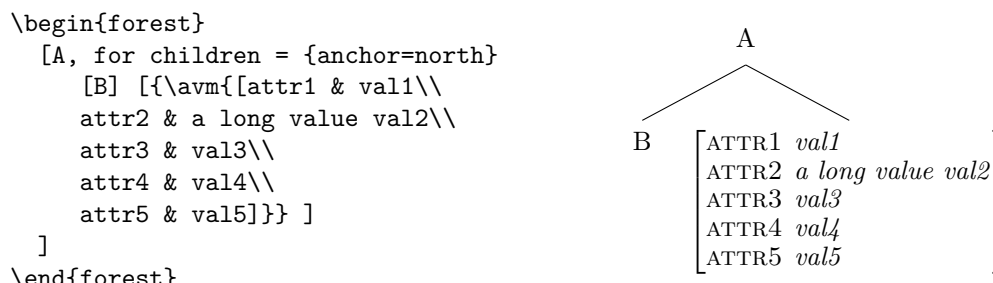 \begin{forest}
[A, for children = {anchor=north}
[B] [{\avm{[attr1 & val1\\
attr2 & a long value val2\\
attr3 & val3\\
attr4 & val4\\
attr5 & val5]}} ]
]
\end{forest}
A
B
ATTR1 val1
ATTR2 a long value val2
ATTR3 val3
ATTR4 val4
ATTR5 val5